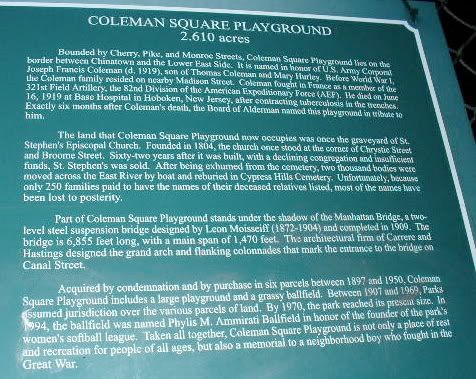 COLEMAN SQUARE PLAYGROUND
2.610 acres
Bounded by Cherry, Pike, and Monroe Streets, Coleman Square Playground lies on the
border between Chinatown and the Lower East Side. It is named in honor of U.S. Army Corporal
Joseph Francis Coleman (d. 1919), son of Thomas Coleman and Mary Hurley. Before World War I,
the Coleman family resided on nearby Madison Street. Coleman fought in France as a member of the
321st Field Artillery, the 82nd Division of the American Expeditionary Force (AEF). He died on June
16, 1919 at Base Hospital in Hoboken, New Jersey, after contracting tuberculosis in the trenches.
Exactly six months after Coleman's death, the Board of Alderman named this playground in tribute to
him.
The land that Coleman Square Playground now occupies was once the graveyard of St.
Stephen's Episcopal Church. Founded in 1804, the church once stood at the corner of Chrystie Street
and Broome Street. Sixty-two years after it was built, with a declining congregation and insufficient
funds, St. Stephen's was sold. After being exhumed from the cemetery, two thousand bodies were
moved across the East River by boat and reburied in Cypress Hills Cemetery. Unfortunately, because
only 250 families paid to have the names of their deceased relatives listed, most of the names have
been lost to posterity.
Part of Coleman Square Playground stands under the shadow of the Manhattan Bridge, a two-
level steel suspension bridge designed by Leon Moisseiff (1872-1904) and completed in 1909. The
bridge is 6,855 feet long, with a main span of 1,470 feet. The architectural firm of Carrere and
Hastings designed the grand arch and flanking colonnades that mark the entrance to the bridge on
Canal Street.
Acquired by condemnation and by purchase in six parcels between 1897 and 1950, Coleman
Square Playground includes a large playground and a grassy ballfield. Between 1907 and 1969, Parks
assumed jurisdiction over the various parcels of land. By 1970, the park reached its present size. In
1994, the ballfield was named Phylis M. Ammirati Ballfield in honor of the founder of the park's
women's softball league. Taken all together, Coleman Square Playground is not only a place of rest
and recreation for people of all ages, but also a memorial to a neighborhood boy who fought in the
Great War.